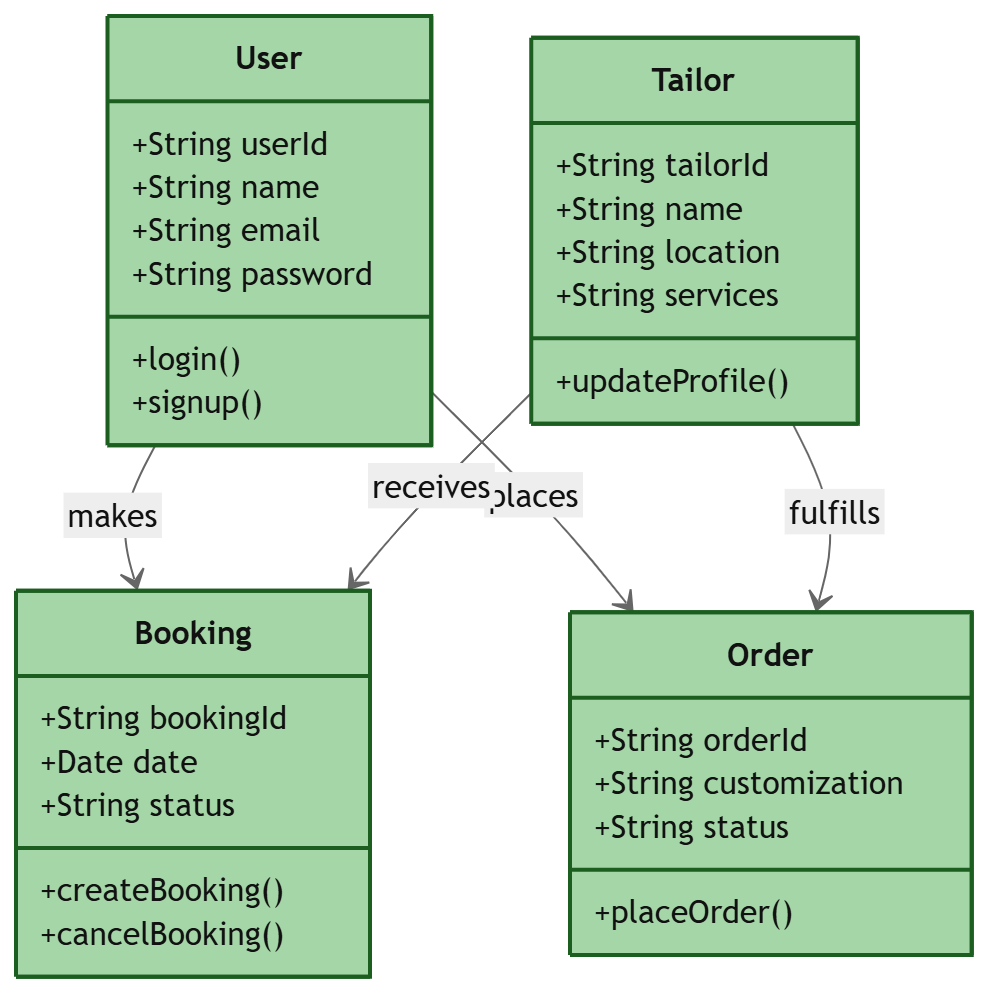 User
+String userId
+String name
+String email
+String password
+login()
+signup()
Tailor
+String tailorId
+String name
+String location
+String services
+updateProfile()
makes
receives
places
fulfills
Booking
+String bookingId
+Date date
+String status
+createBooking()
+cancelBooking()
Order
+String orderId
+String customization
+String status
+placeOrder()